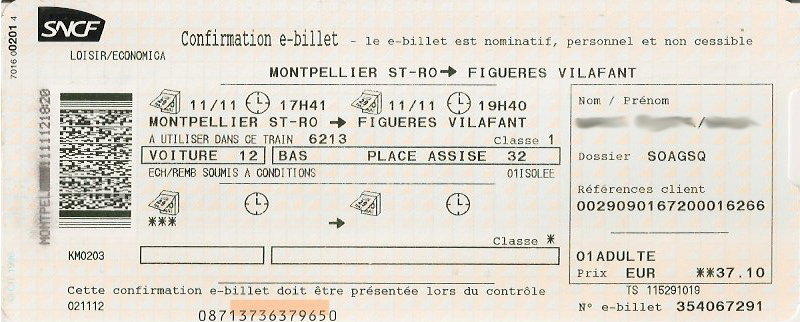 7016 00201 4
SNCF
Confirmation e-billet - le e-billet est nominatif, personnel et non cessible
LOISIR/ECONOMICA
MONTPELLIER ST-RO→ FIGUERES VILAFANT
11/11 17H41 11/11 19H40
MONTPELLIER ST-RO → FIGUERES VILAFANT
A UTILISER DANS CE TRAIN 6213 Classe 1
VOITURE 12 BAS PLACE ASSISE 32
ECH/REMB SOUMIS A CONDITIONS 01ISOLEE
*** →
Classe *
KM0203
Cette confirmation e-billet doit être présentée lors du contrôle
021112
08713736379650
Nom / Prénom
/
Dossier SOAGSQ
Références client
0029090167200016266
01ADULTE
Prix EUR **37.10
TS 115291019
N° e-billet 354067291